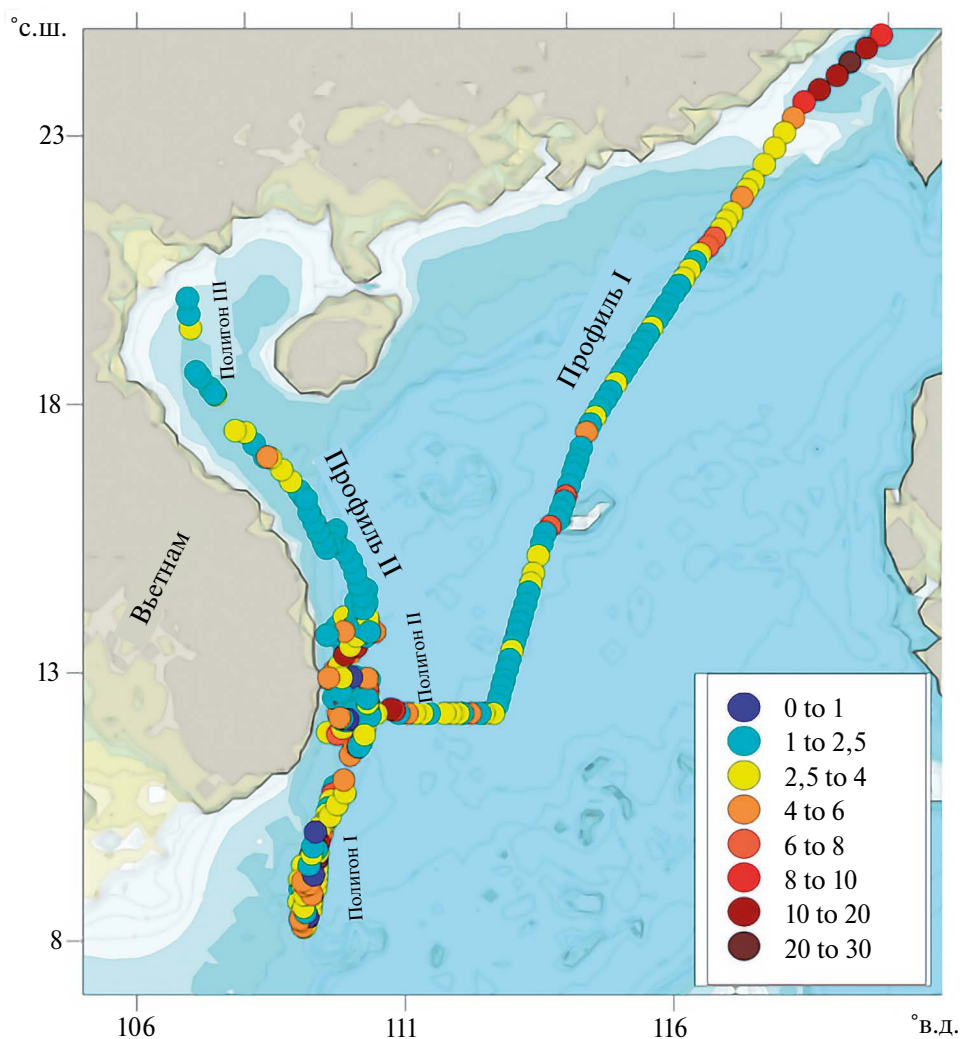 ˚с.ш.
23
18
13
8
Полигон III
Профиль I
Профиль II
Вьетнам
Полигон II
Полигон I
0 to 1
1 to 2,5
2,5 to 4
4 to 6
6 to 8
8 to 10
10 to 20
20 to 30
106
111
116
˚в.д.